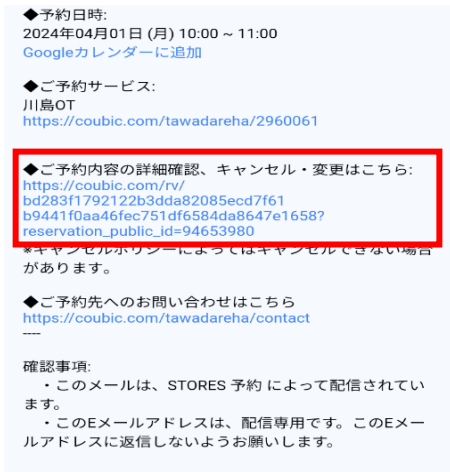 ◆予約日時:
2024年04月01日 (月) 10:00 ~ 11:00
Googleカレンダーに追加
◆ご予約サービス:
川島OT
https://coubic.com/tawadareha/2960061
◆ご予約内容の詳細確認、キャンセル・変更はこちら:
https://coubic.com/rv/
bd283f1792122b3dda82085ecd7f61
b9441f0aa46fec751df6584da8647e1658?
reservation_public_id=94653980
※キャンセルポリシーによってはキャンセルできない場合
があります。
◆ご予約先へのお問い合わせはこちら
https://coubic.com/tawadareha/contact
----
確認事項:
・このメールは、STORES 予約 によって配信されてい
ます。
・このEメールアドレスは、配信専用です。このEメー
ルアドレスに返信しないようお願いします。